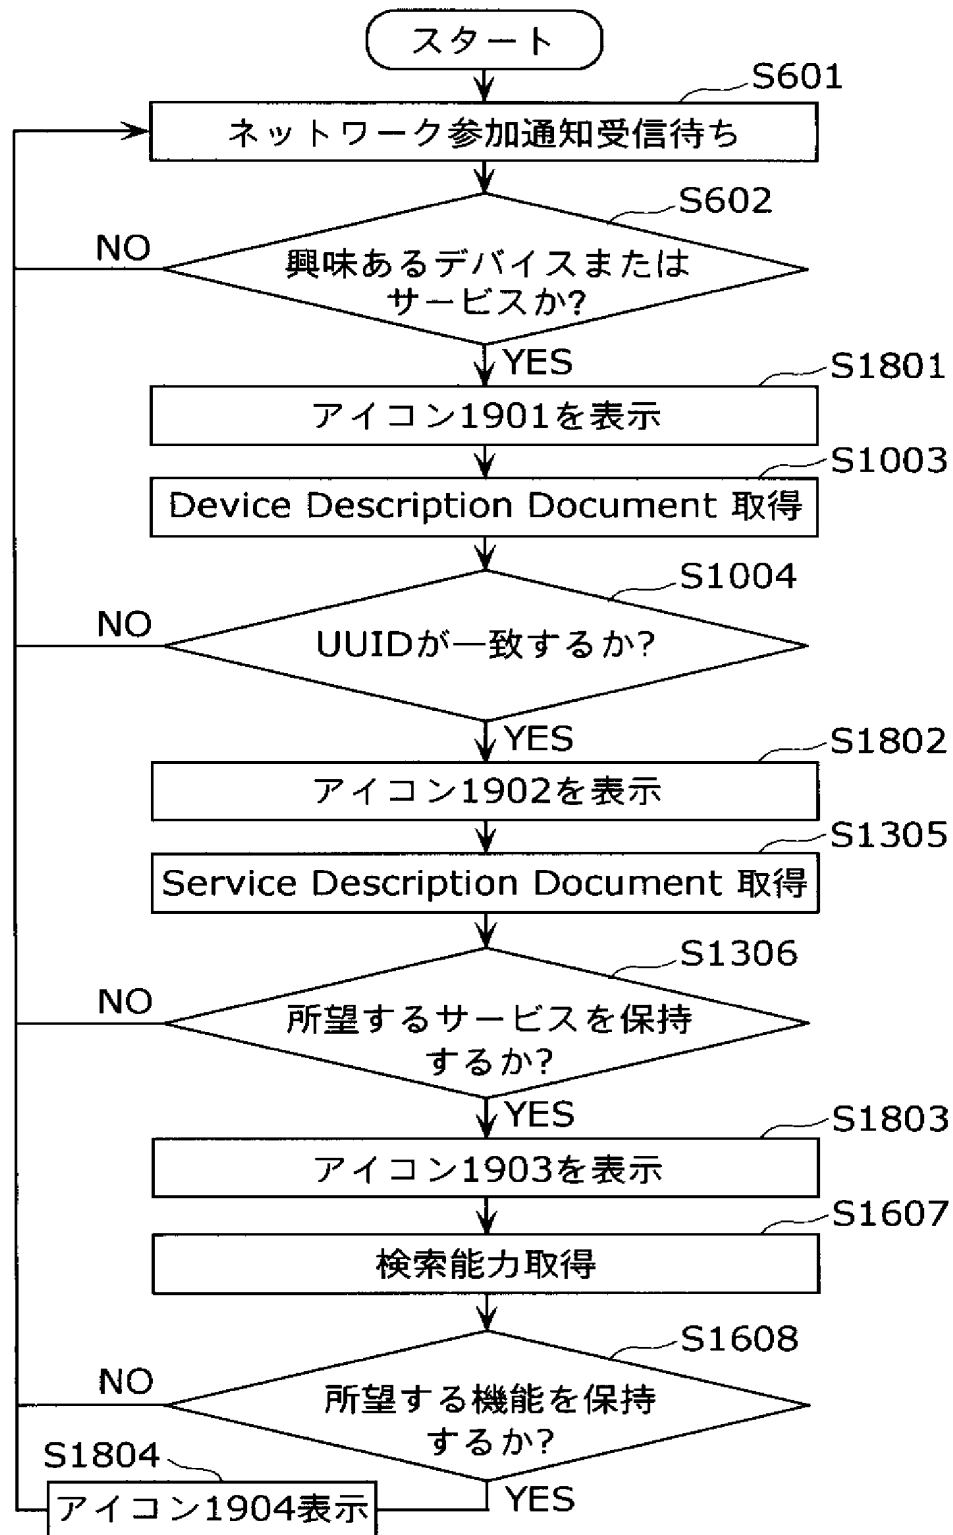 スタート
S601
ネットワーク参加通知受信待ち
S602
NO
興味あるデバイスまたは
サービスか?
YES
S1801
アイコン1901を表示
S1003
Device Description Document 取得
S1004
NO
UUIDが一致するか?
YES
S1802
アイコン1902を表示
S1305
Service Description Document 取得
S1306
NO
所望するサービスを保持
するか?
YES
S1803
アイコン1903を表示
S1607
検索能力取得
S1608
NO
所望する機能を保持
するか?
S1804
YES
アイコン1904表示